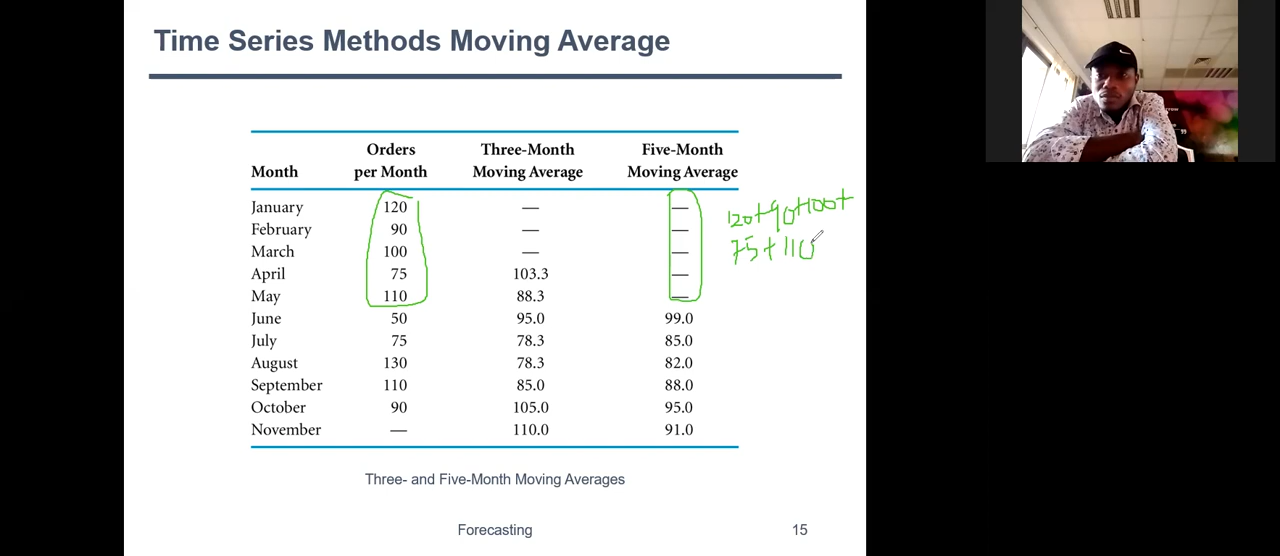 Time Series Methods Moving Average
Orders Three-Month Five-Month
Month per Month Moving Average Moving Average
January 120 — —
February 90 — —
March 100 — —
April 75 103.3 —
May 110 88.3 —
June 50 95.0 99.0
July 75 78.3 85.0
August 130 78.3 82.0
September 110 85.0 88.0
October 90 105.0 95.0
November — 110.0 91.0
120+90+100+
75+110
Three- and Five-Month Moving Averages
Forecasting 15